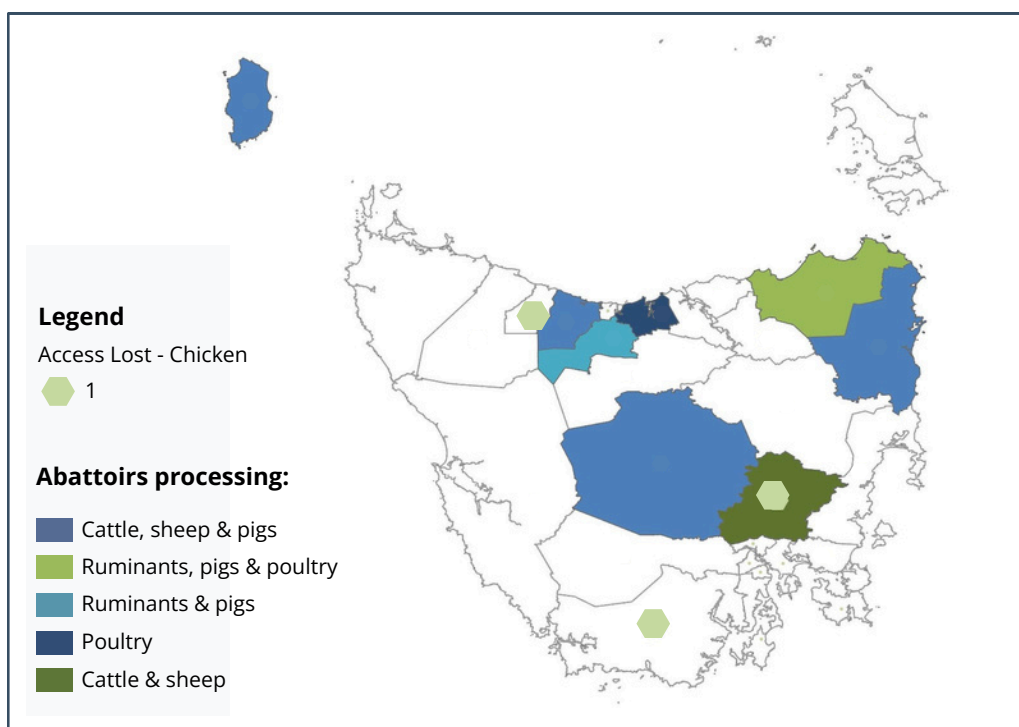 Legend
Access Lost - Chicken
1
Abattoirs processing:
Cattle, sheep & pigs
Ruminants, pigs & poultry
Ruminants & pigs
Poultry
Cattle & sheep